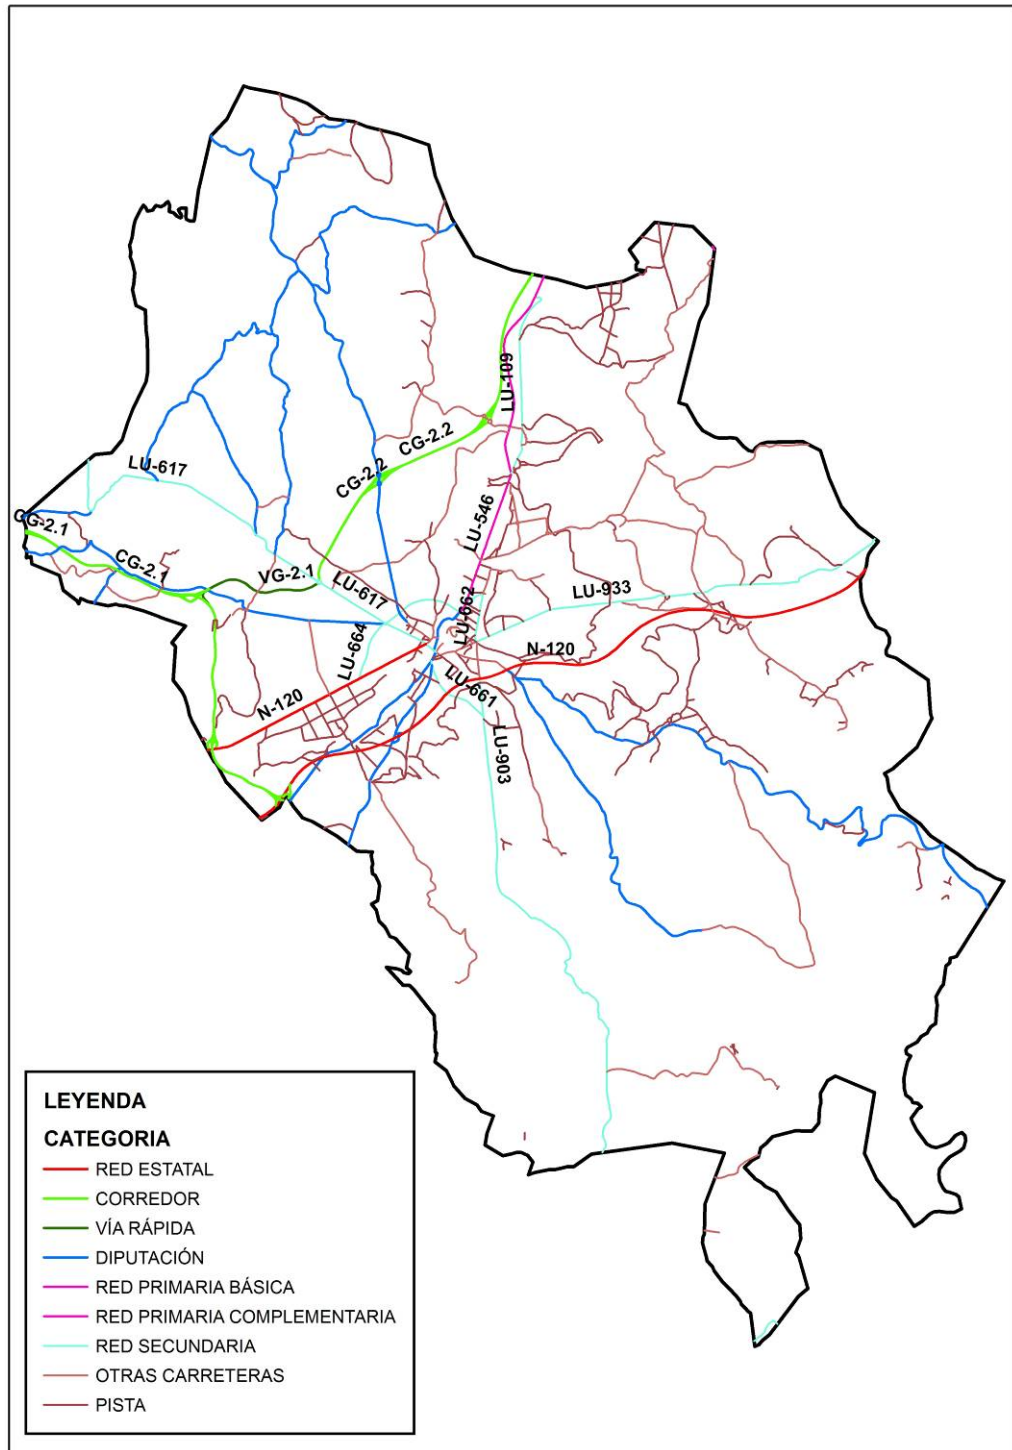 LU-109
CG-2.2
CG-2.2
LU-617
CG-2.1
LU-546
CG-2.1
VG-2.1
LU-617
LU-933
LU-662
LU-664
N-120
LU-661
N-120
LU-903
LEYENDA
CATEGORIA
RED ESTATAL
CORREDOR
VÍA RÁPIDA
DIPUTACIÓN
RED PRIMARIA BÁSICA
RED PRIMARIA COMPLEMENTARIA
RED SECUNDARIA
OTRAS CARRETERAS
PISTA